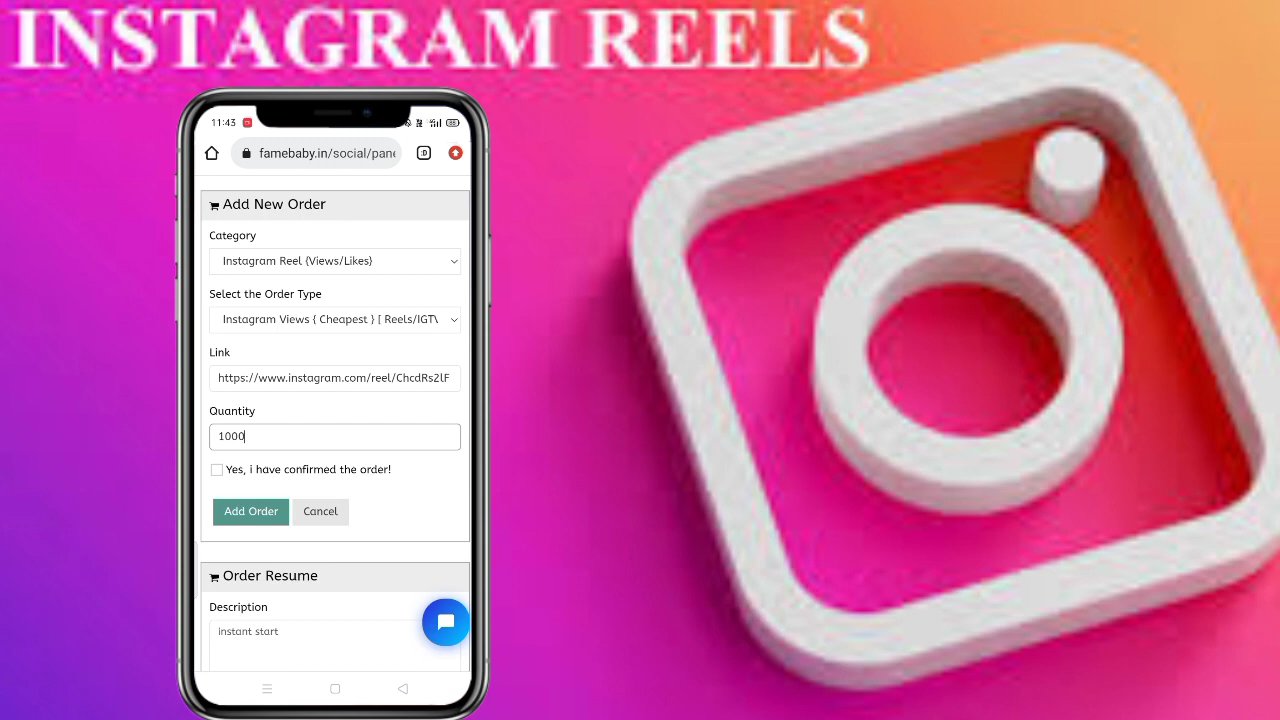 INSTAGRAM REELS
11:43
famebaby.in/social/pane
Add New Order
Category
Instagram Reel {Views/Likes}
Select the Order Type
Instagram Views { Cheapest } [ Reels/IGTV
Link
https://www.instagram.com/reel/ChcdRs2lF
Quantity
1000
Yes, i have confirmed the order!
Add Order
Cancel
Order Resume
Description
instant start